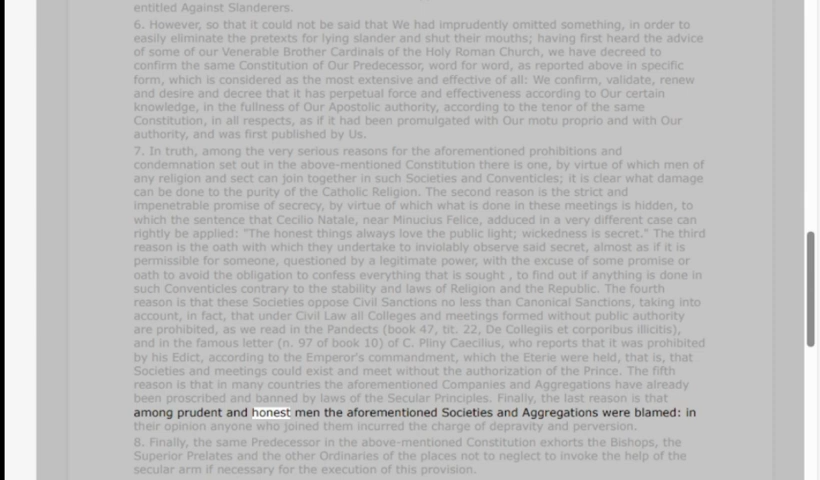 entitled Against Slanderers.
6. However, so that it could not be said that We had imprudently omitted something, in order to
easily eliminate the pretexts for lying slander and shut their mouths; having first heard the advice
of some of our Venerable Brother Cardinals of the Holy Roman Church, we have decreed to
confirm the same Constitution of Our Predecessor, word for word, as reported above in specific
form, which is considered as the most extensive and effective of all: We confirm, validate, renew
and desire and decree that it has perpetual force and effectiveness according to Our certain
knowledge, in the fullness of Our Apostolic authority, according to the tenor of the same
Constitution, in all respects, as if it had been promulgated with Our motu proprio and with Our
authority, and was first published by Us.
7. In truth, among the very serious reasons for the aforementioned prohibitions and
condemnation set out in the above-mentioned Constitution there is one, by virtue of which men of
any religion and sect can join together in such Societies and Conventicles; it is clear what damage
can be done to the purity of the Catholic Religion. The second reason is the strict and
impenetrable promise of secrecy, by virtue of which what is done in these meetings is hidden, to
which the sentence that Cecilio Natale, near Minucius Felice, adduced in a very different case can
rightly be applied: "The honest things always love the public light; wickedness is secret." The third
reason is the oath with which they undertake to inviolably observe said secret, almost as if it is
permissible for someone, questioned by a legitimate power, with the excuse of some promise or
oath to avoid the obligation to confess everything that is sought , to find out if anything is done in
such Conventicles contrary to the stability and laws of Religion and the Republic. The fourth
reason is that these Societies oppose Civil Sanctions no less than Canonical Sanctions, taking into
account, in fact, that under Civil Law all Colleges and meetings formed without public authority
are prohibited, as we read in the Pandects (book 47, tit. 22, De Collegiis et corporibus illicitis),
and in the famous letter (n. 97 of book 10) of C. Pliny Caecilius, who reports that it was prohibited
by his Edict, according to the Emperor's commandment, which the Eterie were held, that is, that
Societies and meetings could exist and meet without the authorization of the Prince. The fifth
reason is that in many countries the aforementioned Companies and Aggregations have already
been proscribed and banned by laws of the Secular Principles. Finally, the last reason is that
among prudent and honest men the aforementioned Societies and Aggregations were blamed: in
their opinion anyone who joined them incurred the charge of depravity and perversion.
8. Finally, the same Predecessor in the above-mentioned Constitution exhorts the Bishops, the
Superior Prelates and the other Ordinaries of the places not to neglect to invoke the help of the
secular arm if necessary for the execution of this provision.